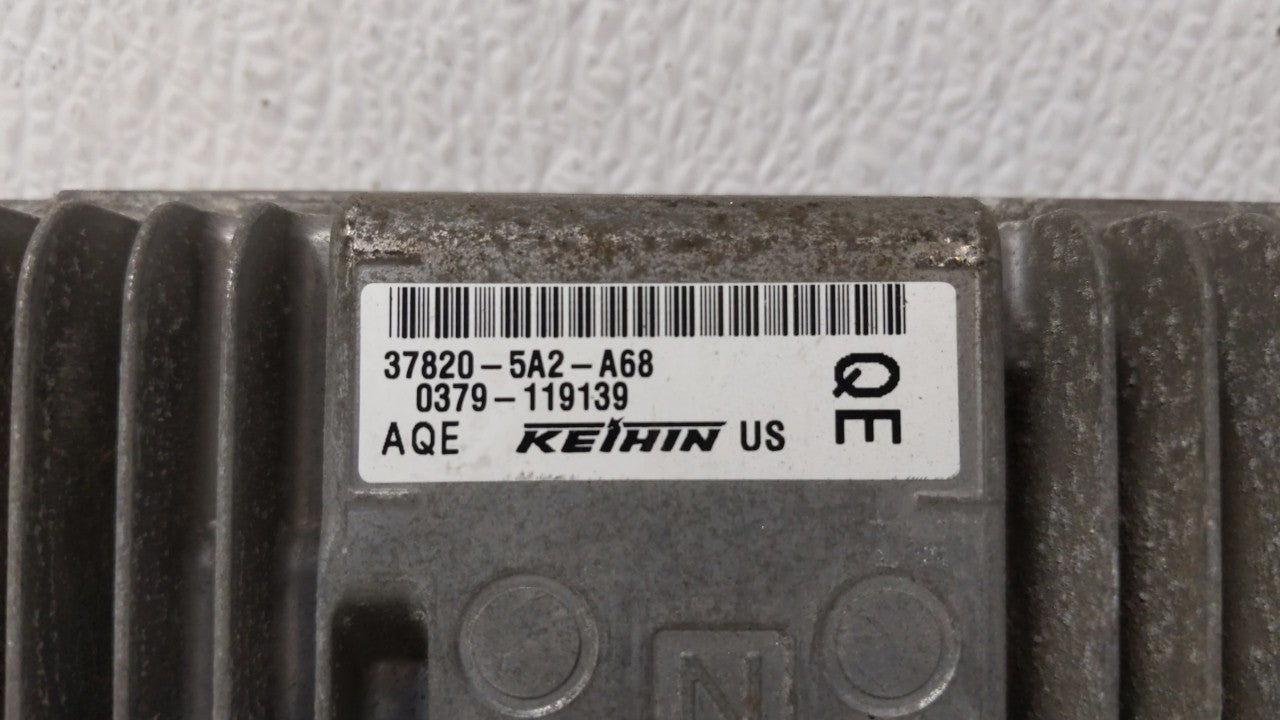 37820-5A2-A68
0379-119139
AQE KEIHIN US
QE
N